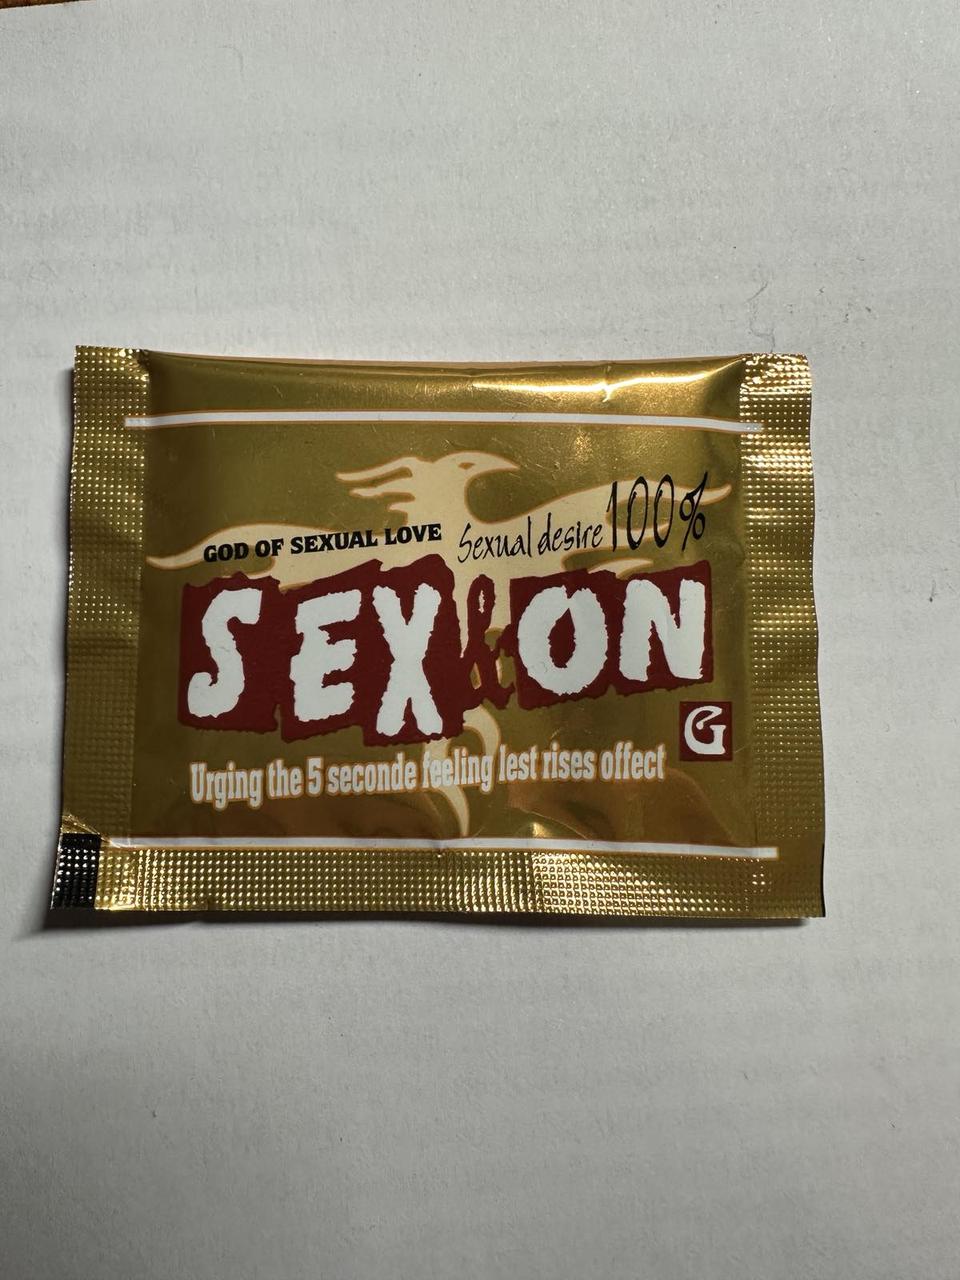 GOD OF SEXUAL LOVE Sexual desire 100%
SEX & ON
G
Urging the 5 seconde feeling lest rises offect